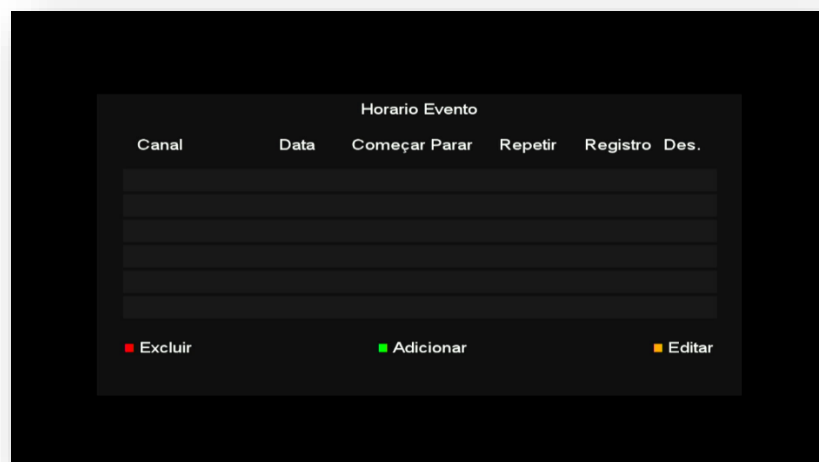 Horario Evento
Canal Data Começar Parar Repetir Registro Des.
Excluir Adicionar Editar